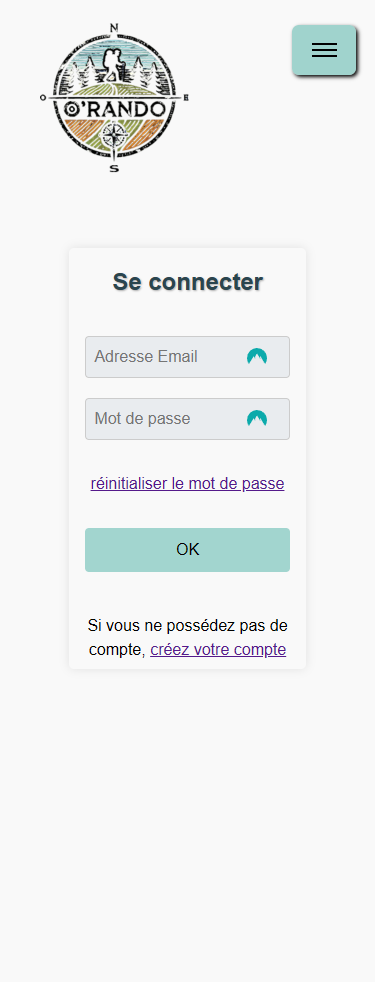 N
O E
O'RANDO
S
Se connecter
Adresse Email
Mot de passe
réinitialiser le mot de passe
OK
Si vous ne possédez pas de
compte, créez votre compte